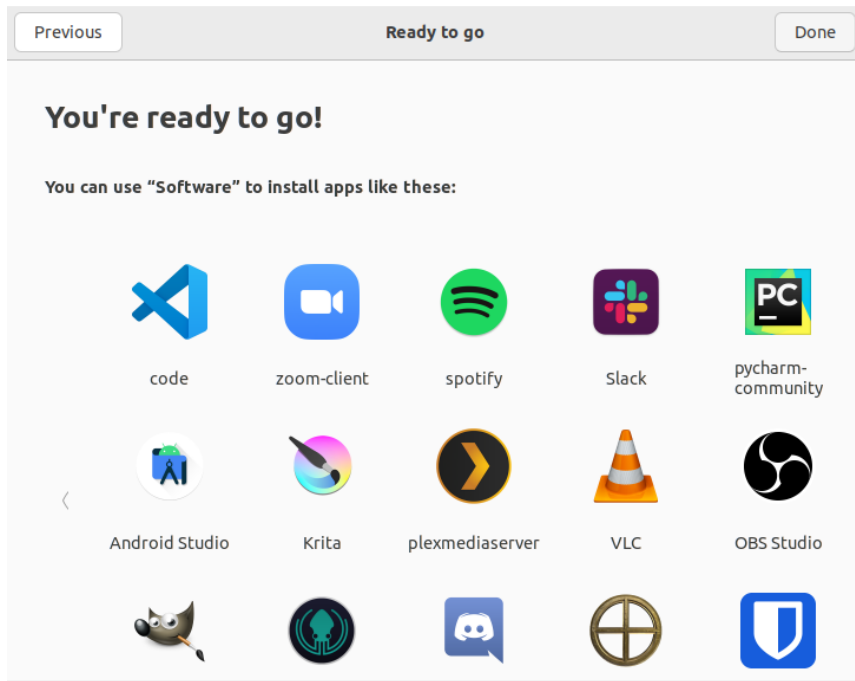 Previous
Ready to go
Done
You're ready to go!
You can use “Software” to install apps like these:
PC
code
zoom-client
spotify
Slack
pycharm-
community
Android Studio
Krita
plexmediaserver
VLC
OBS Studio